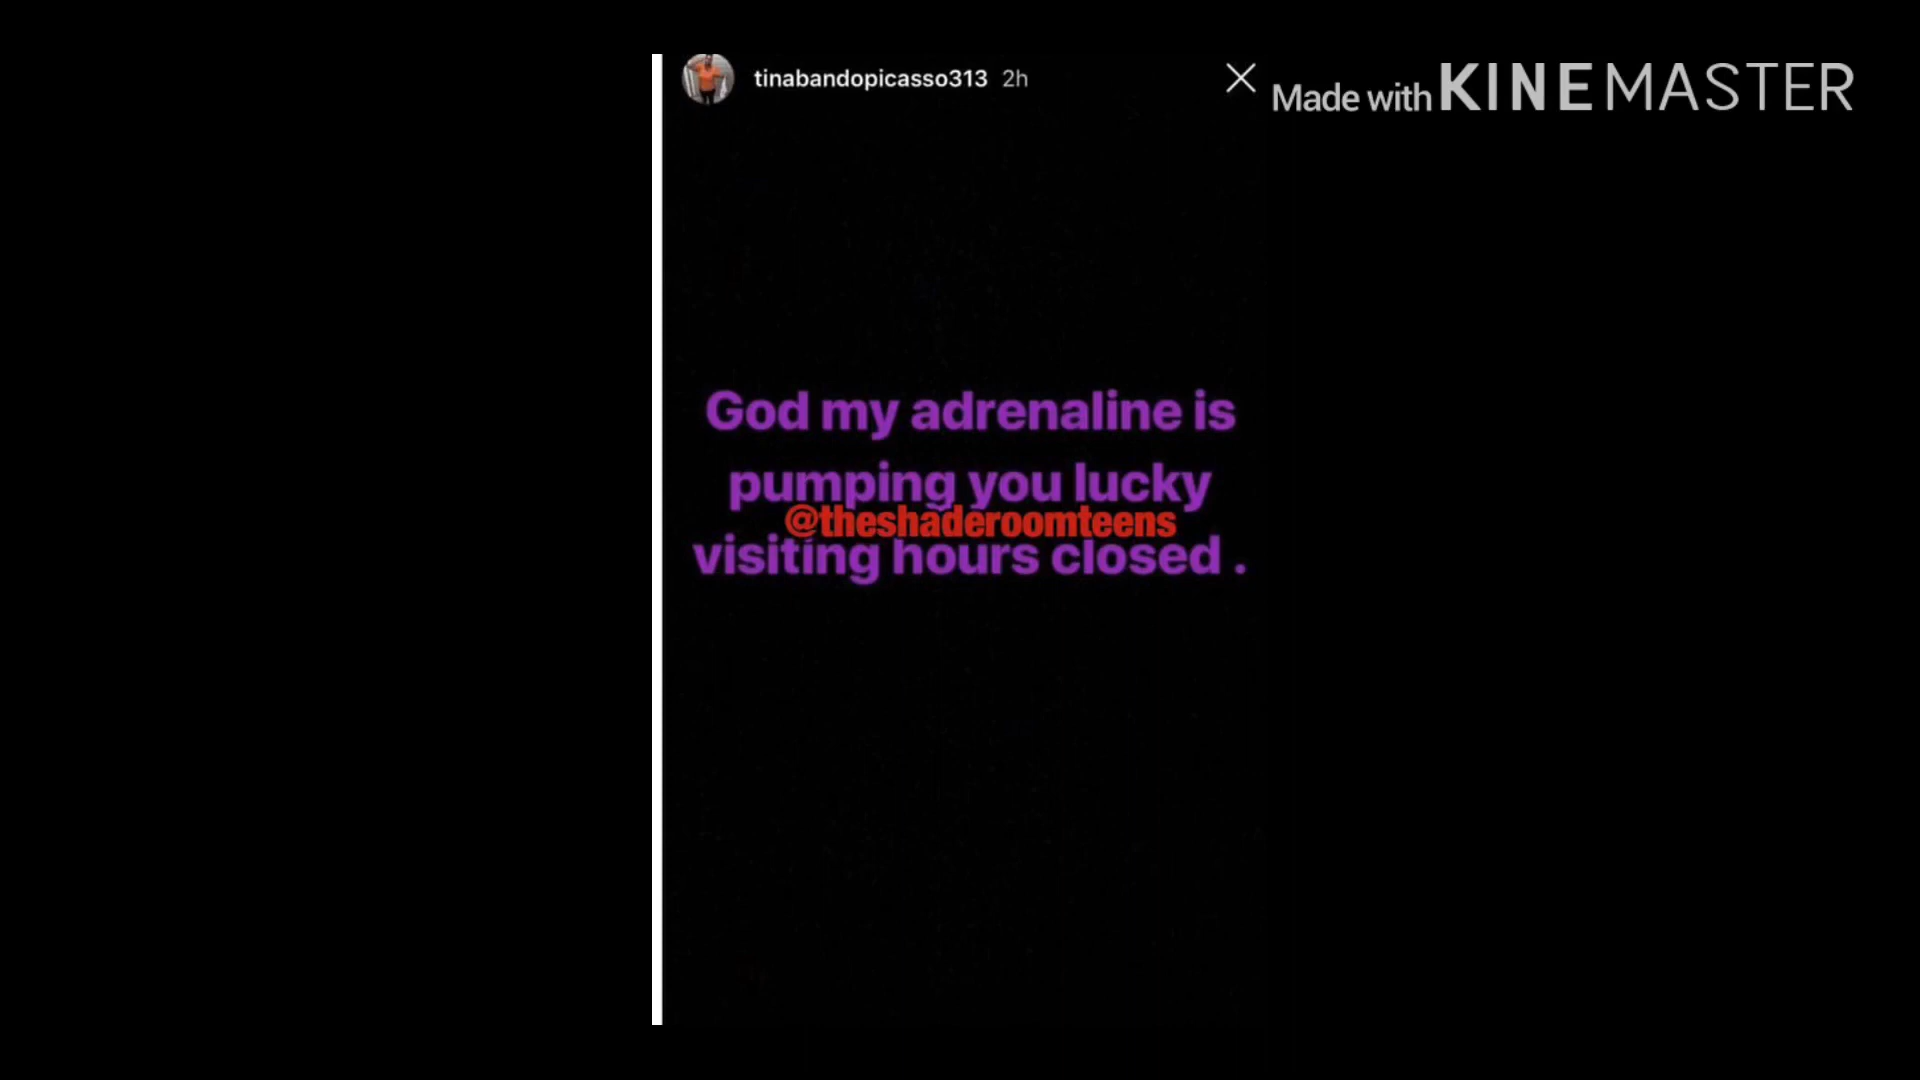 tinabandopicasso313 2h
Made with KINEMASTER
God my adrenaline is
pumping you lucky
@theshaderoomteens
visiting hours closed .